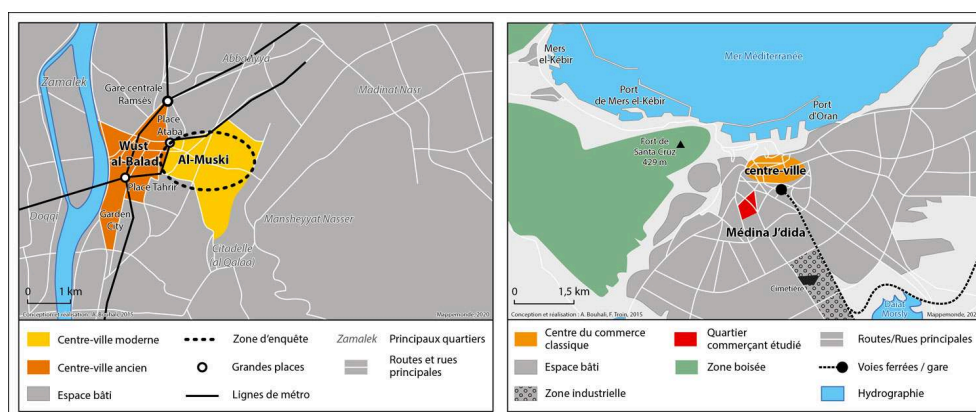 Zamalek
Abbasiyya
Gare centrale
Ramsès
Madinat Nasr
Place
Ataba
Wust
al-Balad
Al-Muski
Place Tahrir
Doqqi
Garden
City
Mansheyyat Nasser
Citadelle
(al Qalaa)
0 1 km
Conception et réalisation : A. Bouhali, 2015
Mappemonde, 2020
Centre-ville moderne
Zone d'enquête
Zamalek
Principaux quartiers
Centre-ville ancien
Grandes places
Routes et rues
principales
Espace bâti
Lignes de métro
Mers
el-Kébir
Mer Méditerranée
Port
de Mers el-Kébir
Port
d'Oran
Fort de
Santa Cruz
429 m
centre-ville
Médina J'dida
Cimetière
Daïat
Morsly
0 1,5 km
Conception et réalisation : A. Bouhali, F. Troin, 2015
Centre du commerce
classique
Quartier
commerçant étudié
Routes/Rues principales
Espace bâti
Zone boisée
Voies ferrées / gare
Zone industrielle
Hydrographie